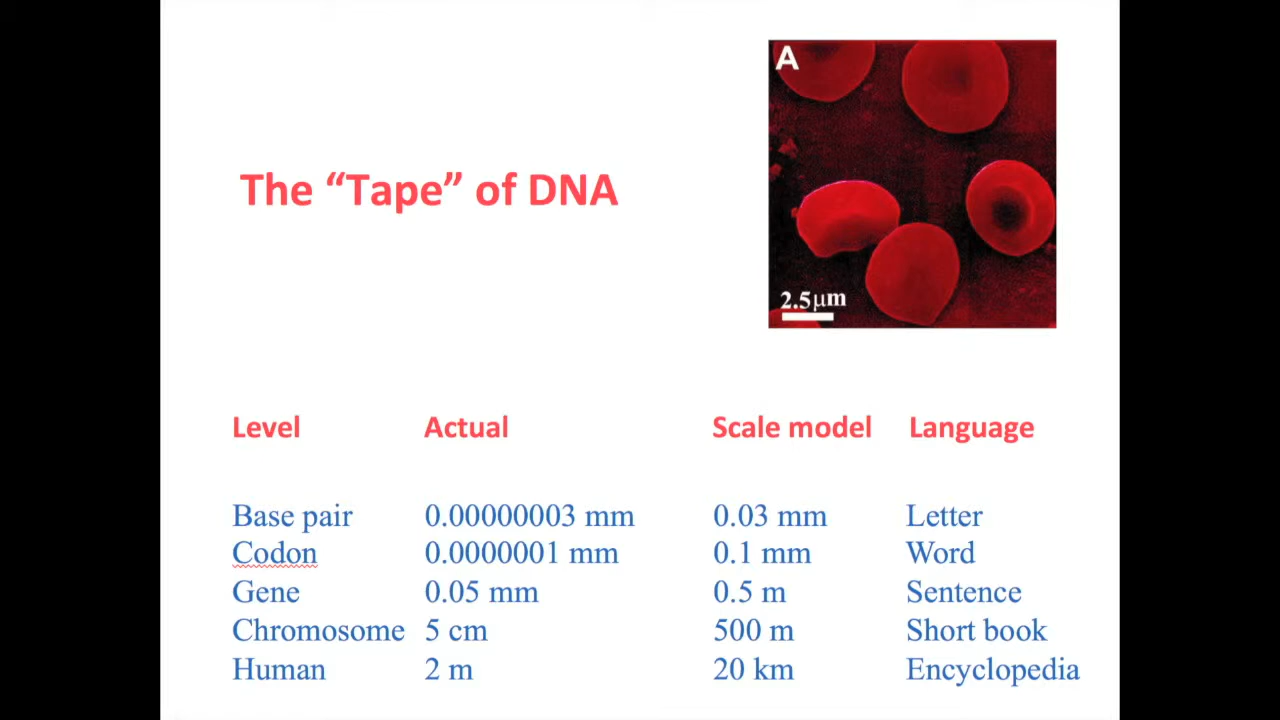 A
The “Tape” of DNA
2.5μm
Level Actual Scale model Language
Base pair 0.00000003 mm 0.03 mm Letter
Codon 0.0000001 mm 0.1 mm Word
Gene 0.05 mm 0.5 m Sentence
Chromosome 5 cm 500 m Short book
Human 2 m 20 km Encyclopedia